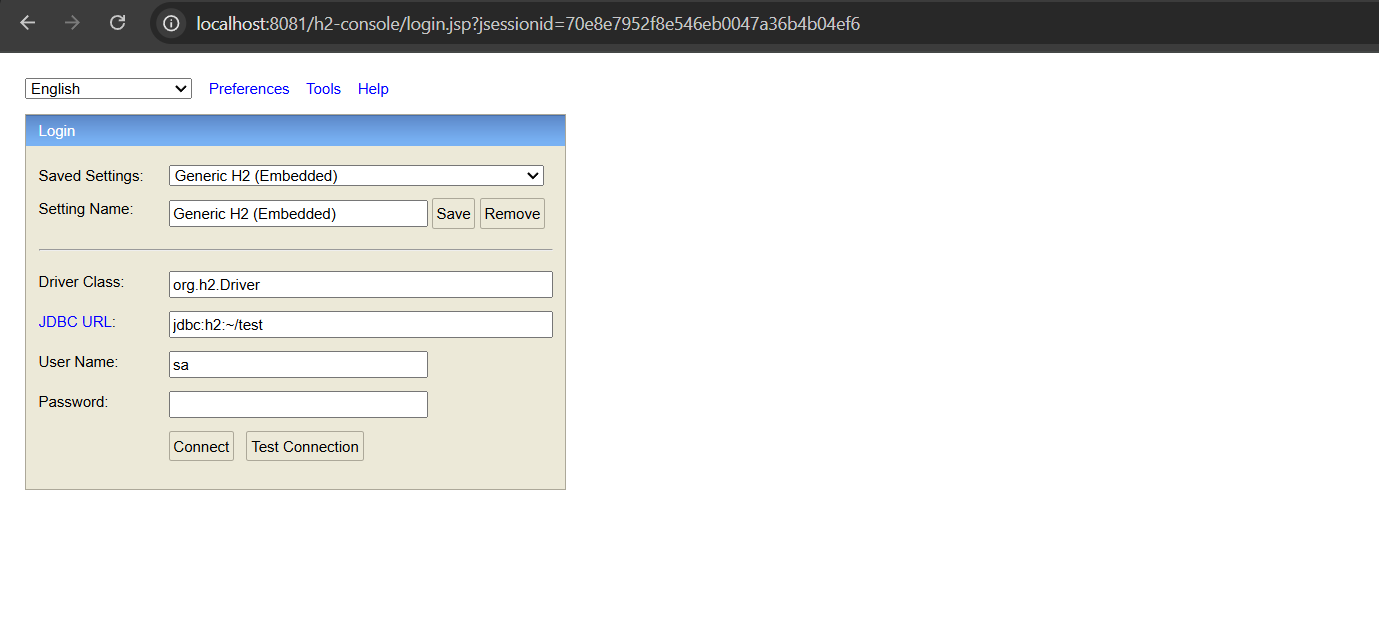 localhost:8081/h2-console/login.jsp?jsessionid=70e8e7952f8e546eb0047a36b4b04ef6
English Preferences Tools Help
Login
Saved Settings: Generic H2 (Embedded)
Setting Name: Generic H2 (Embedded) Save Remove
Driver Class: org.h2.Driver
JDBC URL: jdbc:h2:~/test
User Name: sa
Password:
Connect Test Connection